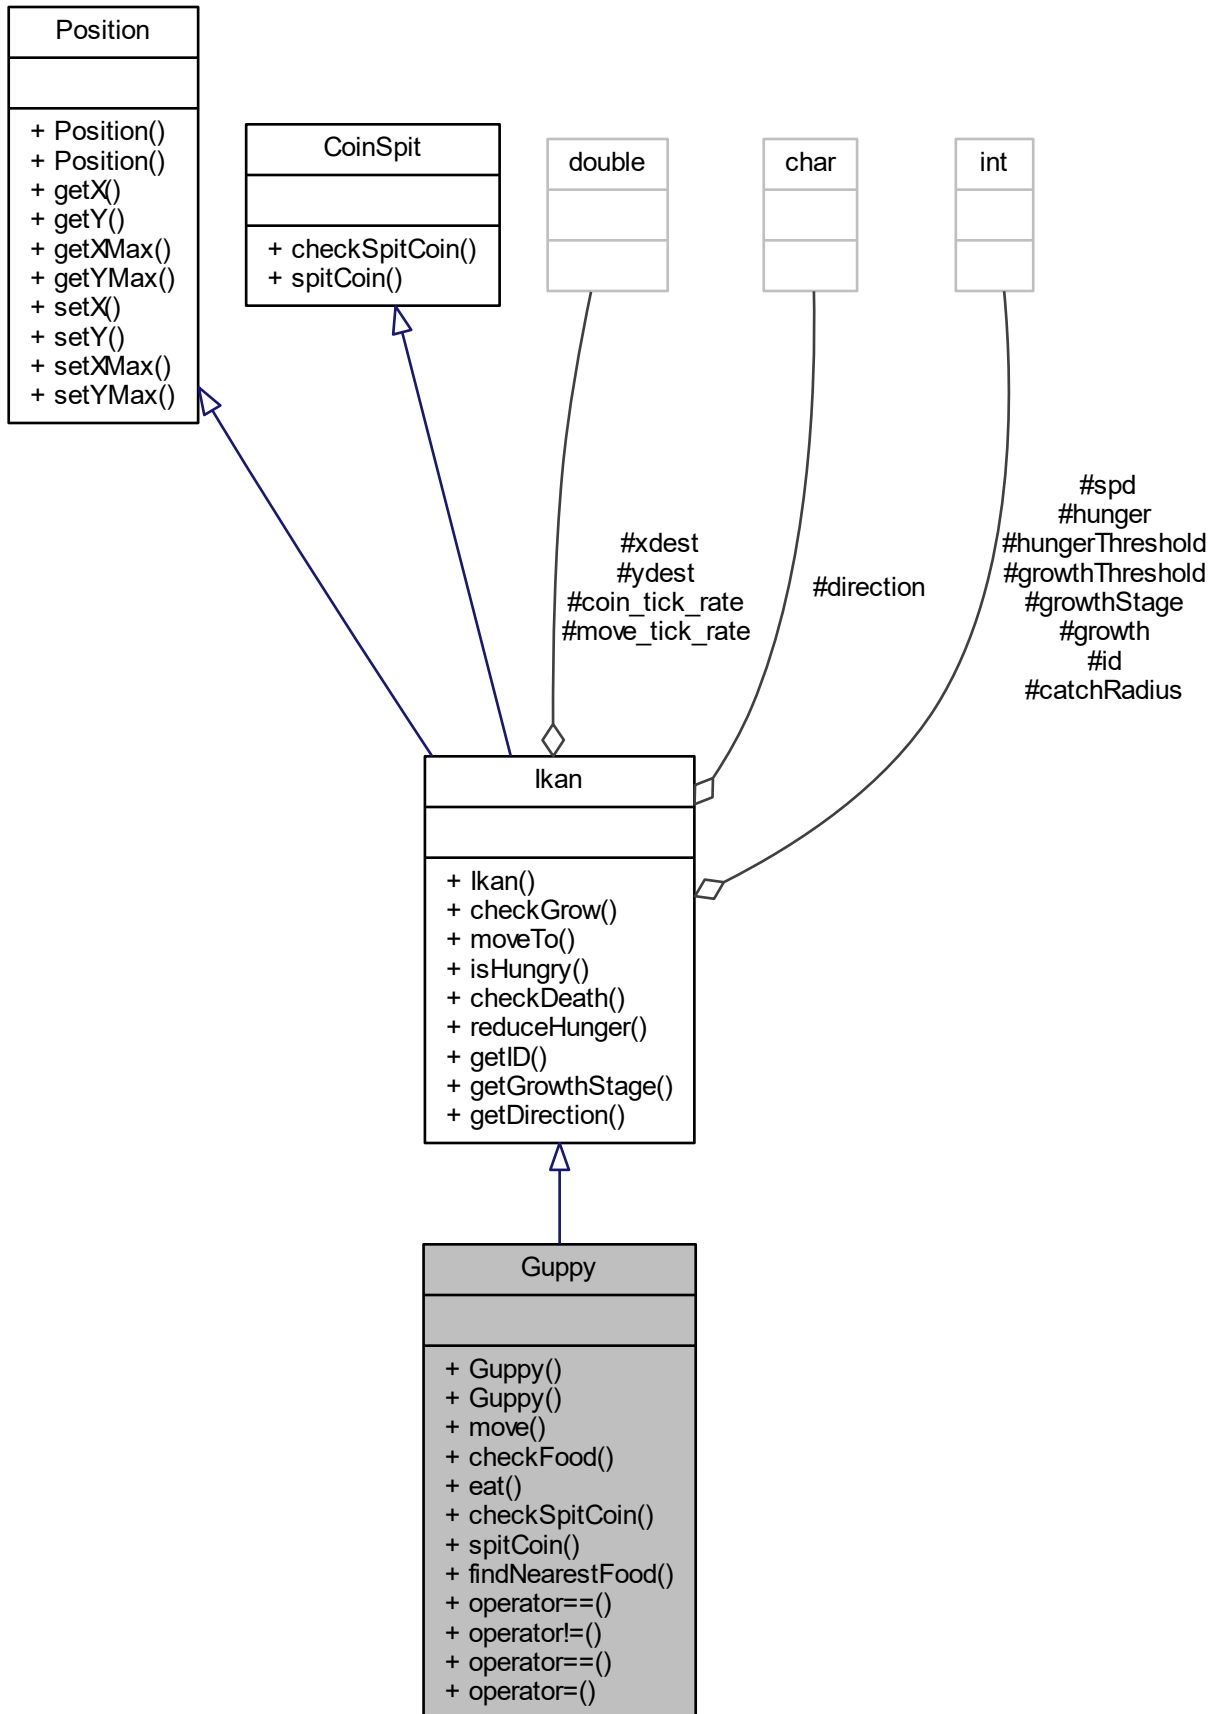 Position
+ Position()
+ Position()
+ getX()
+ getY()
+ getXMax()
+ getYMax()
+ setX()
+ setY()
+ setXMax()
+ setYMax()
CoinSpit
+ checkSpitCoin()
+ spitCoin()
double
char
int
#xdest
#ydest
#coin_tick_rate
#move_tick_rate
#direction
#spd
#hunger
#hungerThreshold
#growthThreshold
#growthStage
#growth
#id
#catchRadius
Ikan
+ Ikan()
+ checkGrow()
+ moveTo()
+ isHungry()
+ checkDeath()
+ reduceHunger()
+ getID()
+ getGrowthStage()
+ getDirection()
Guppy
+ Guppy()
+ Guppy()
+ move()
+ checkFood()
+ eat()
+ checkSpitCoin()
+ spitCoin()
+ findNearestFood()
+ operator==()
+ operator!=()
+ operator==()
+ operator=()